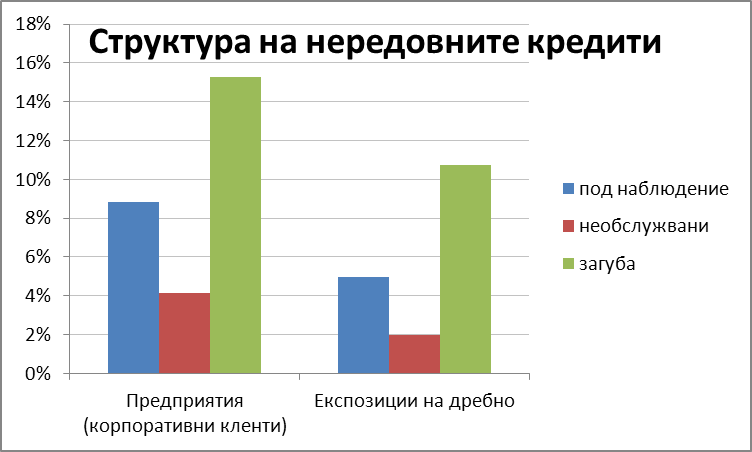 Структура на нередовните кредити
18%
16%
14%
12%
10%
8%
6%
4%
2%
0%
Предприятия
(корпоративни кленти)
Експозиции на дребно
под наблюдение
необслужвани
загуба